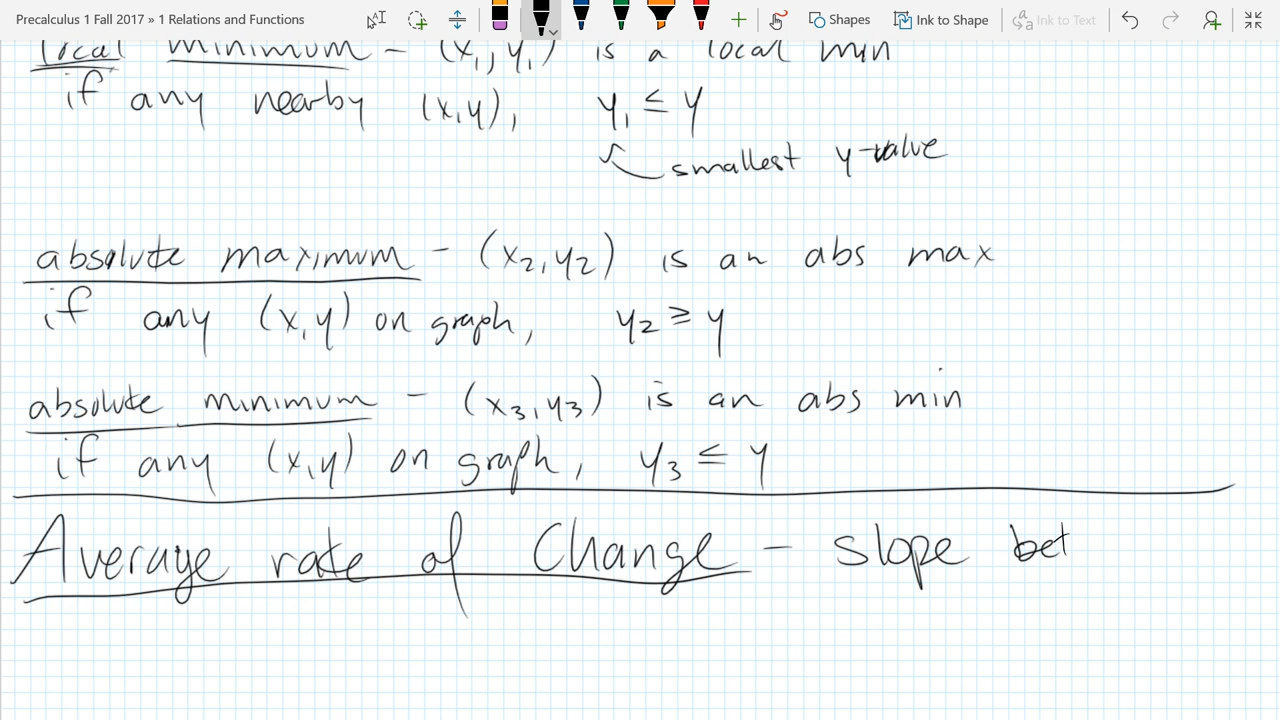 Precalculus 1 Fall 2017 » 1 Relations and Functions
Shapes
Ink to Shape
Ink to Text
local minimum - (x₁, y₁) is a local min
if any nearby (x,y), y₁ ≤ y
smallest y-value
absolute maximum - (x₂, y₂) is an abs max
if any (x,y) on graph, y₂ ≥ y
absolute minimum - (x₃, y₃) is an abs min
if any (x,y) on graph, y₃ ≤ y
Average rate of Change - slope bet